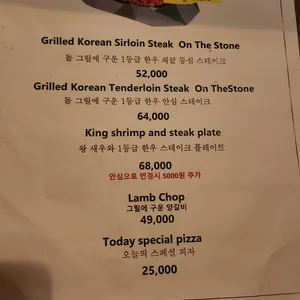 Grilled Korean Sirloin Steak On The Stone
돌 그릴에 구운 1등급 한우 채끝 등심 스테이크
52,000
Grilled Korean Tenderloin Steak On TheStone
돌 그릴에 구운 1등급 한우 안심 스테이크
64,000
King shrimp and steak plate
왕 새우와 1등급 한우 스테이크 플레이트
68,000
안심으로 변경시 5000원 추가
Lamb Chop
그릴에 구운 양갈비
49,000
Today special pizza
오늘의 스페셜 피자
25,000